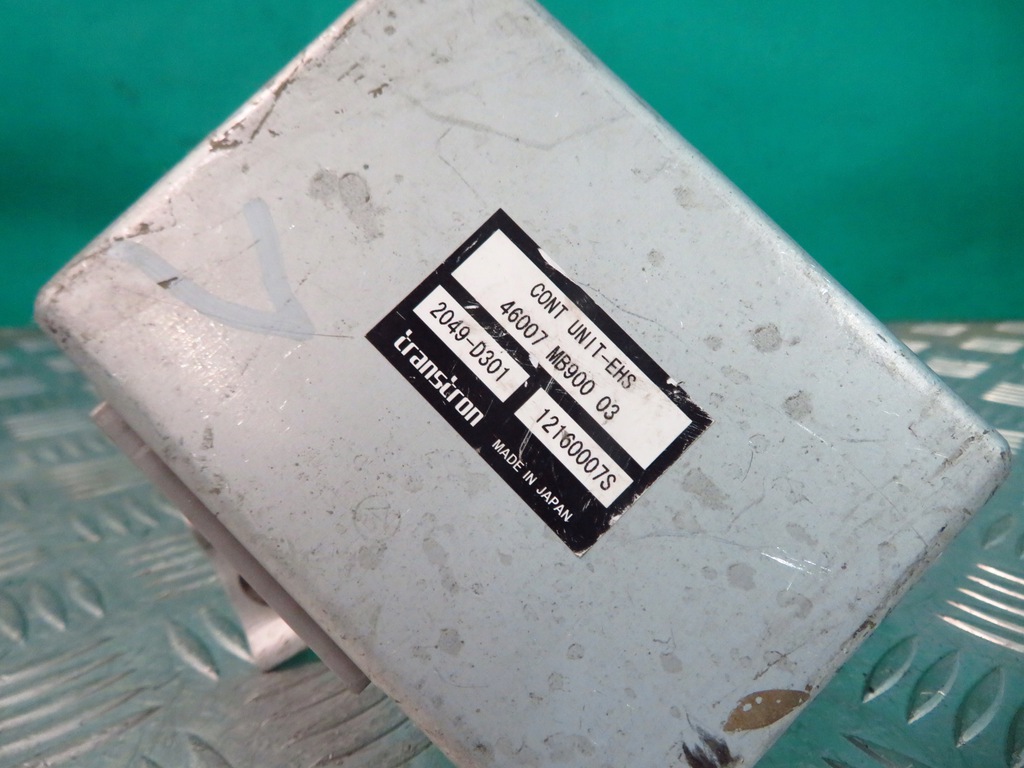 CONT UNIT-EHS
46007 MB900 03
2049-D301
12160007S
transtron
MADE IN JAPAN